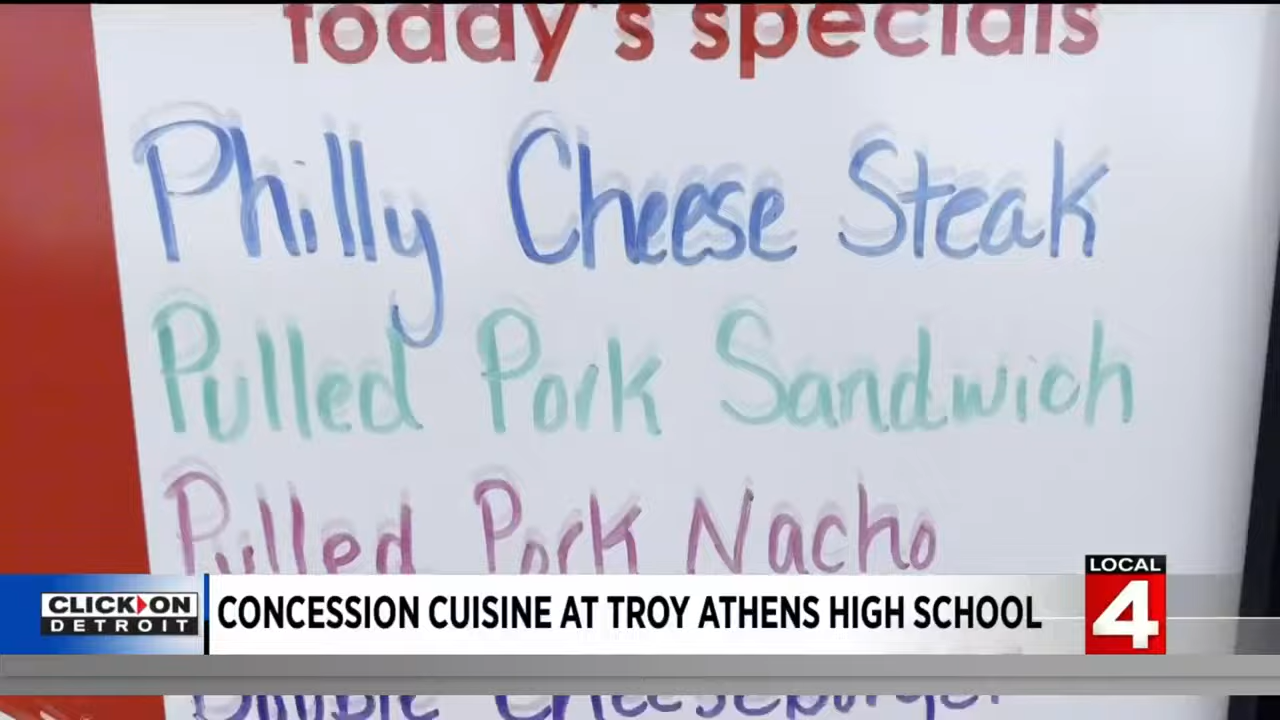 today's specials
Philly Cheese Steak
Pulled Pork Sandwich
Pulled Pork Nacho
CLICK ON
DETROIT
CONCESSION CUISINE AT TROY ATHENS HIGH SCHOOL
LOCAL
4
Cheeseburger